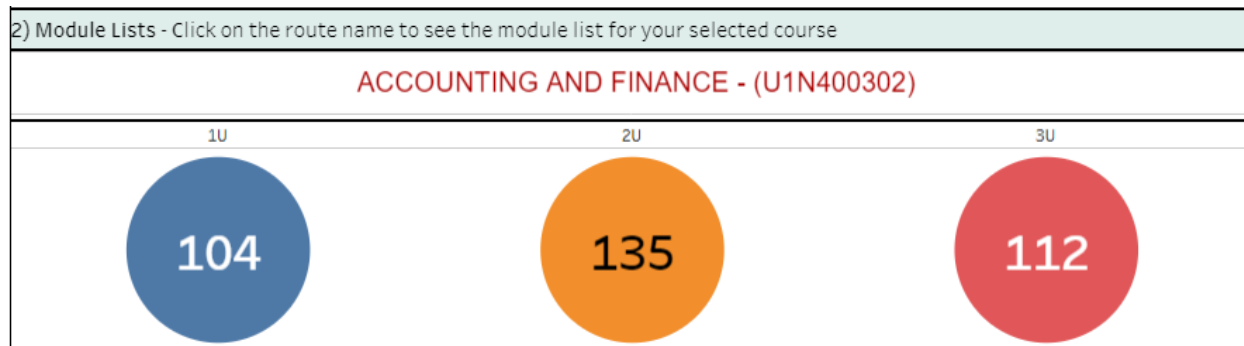 2) Module Lists - Click on the route name to see the module list for your selected course
ACCOUNTING AND FINANCE - (U1N400302)
1U 2U 3U
104 135 112